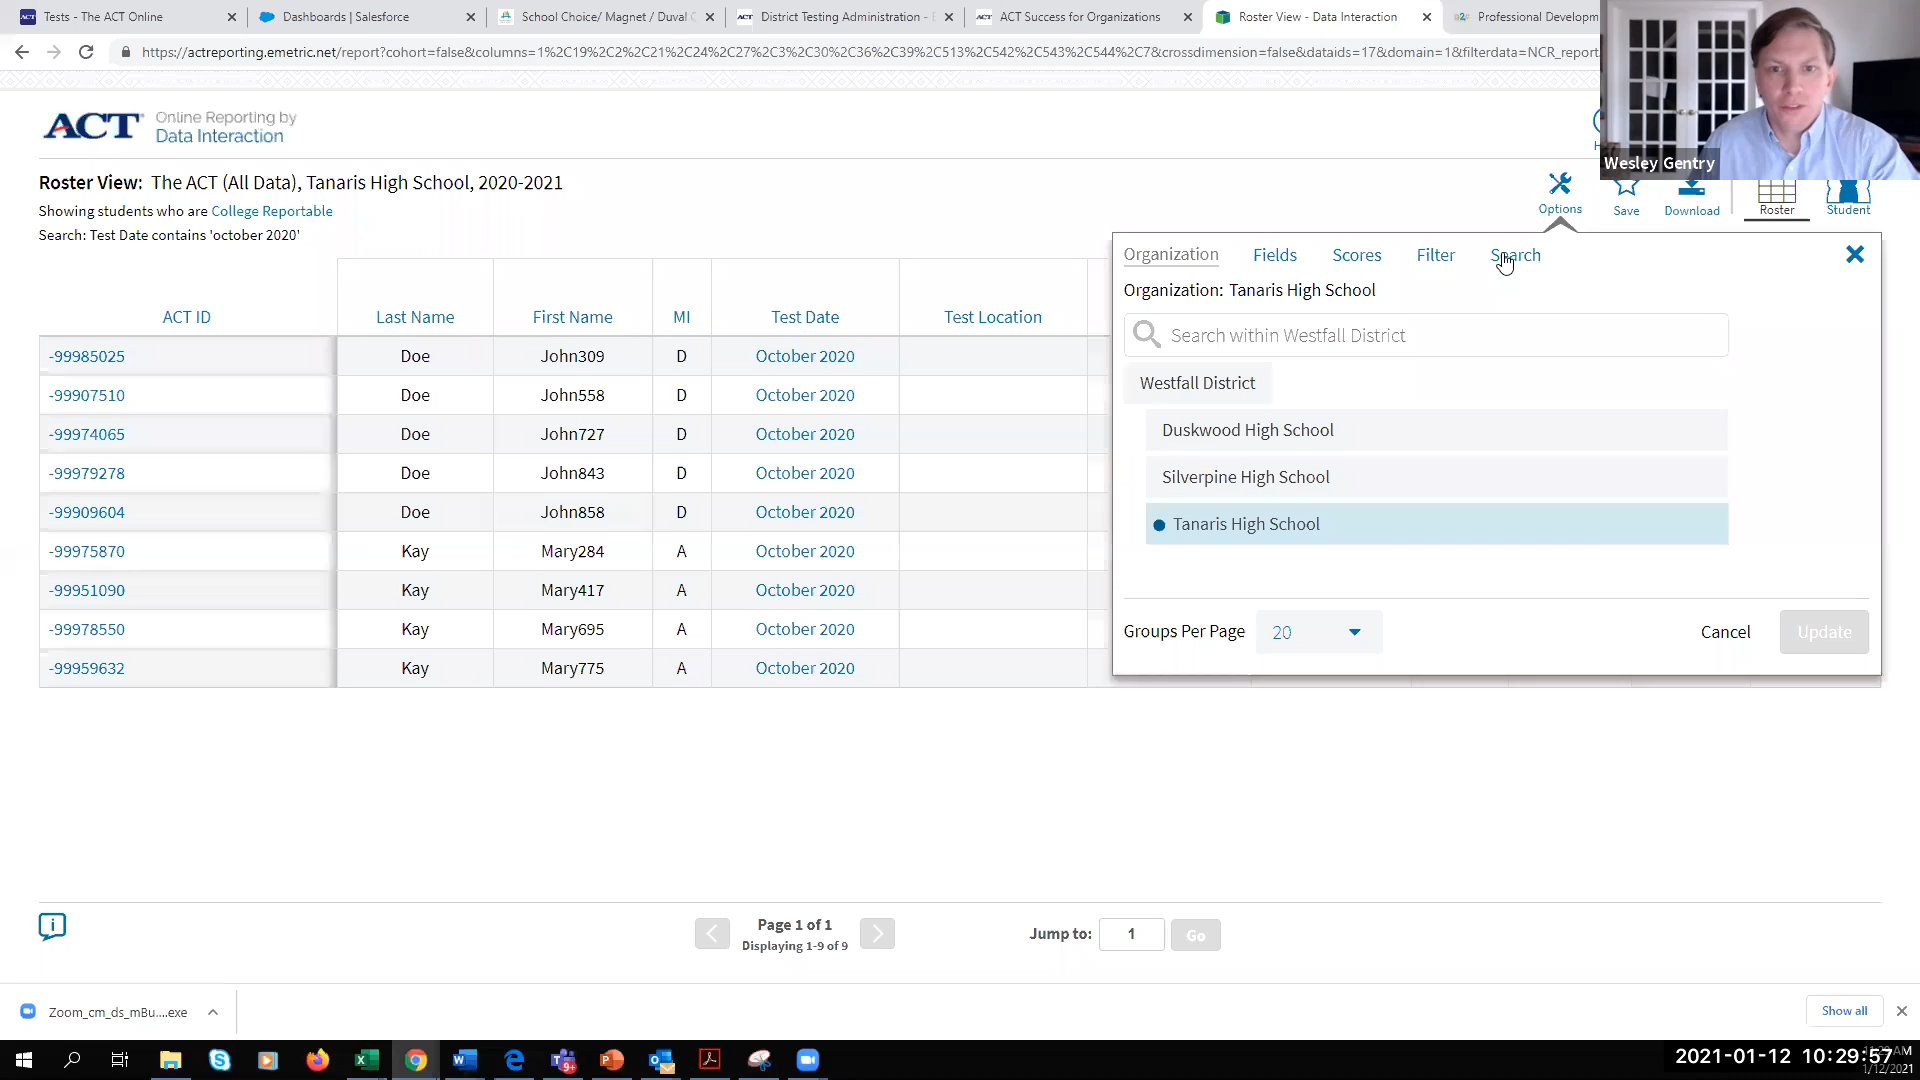 Tests - The ACT Online
Dashboards | Salesforce
School Choice/ Magnet / Duval C
District Testing Administration -
ACT Success for Organizations
Roster View - Data Interaction
Professional Developm
https://actreporting.emetric.net/report?cohort=false&columns=1%2C19%2C2%2C21%2C24%2C27%2C3%2C30%2C36%2C39%2C513%2C542%2C543%2C544%2C7&crossdimension=false&dataids=17&domain=1&filterdata=NCR_report
Wesley Gentry
ACT Online Reporting by
Data Interaction
Roster View: The ACT (All Data), Tanaris High School, 2020-2021
Showing students who are College Reportable
Search: Test Date contains 'october 2020'
Options Save Download Roster Student
Organization Fields Scores Filter Search
Organization: Tanaris High School
Search within Westfall District
Westfall District
Duskwood High School
Silverpine High School
Tanaris High School
Groups Per Page 20 Cancel Update
ACT ID Last Name First Name MI Test Date Test Location
-99985025 Doe John309 D October 2020
-99907510 Doe John558 D October 2020
-99974065 Doe John727 D October 2020
-99979278 Doe John843 D October 2020
-99909604 Doe John858 D October 2020
-99975870 Kay Mary284 A October 2020
-99951090 Kay Mary417 A October 2020
-99978550 Kay Mary695 A October 2020
-99959632 Kay Mary775 A October 2020
Page 1 of 1
Displaying 1-9 of 9
Jump to: 1 Go
Zoom_cm_ds_mBu....exe
Show all
2021-01-12 10:29:57
1/12/2021